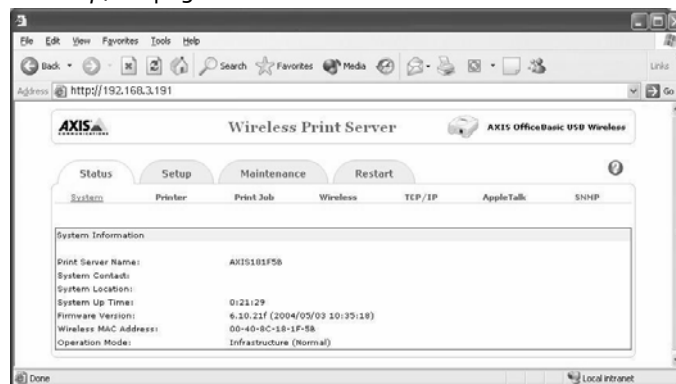 File Edit View Favorites Tools Help
Back Search Favorites Media Links
Address http://192.168.3.191 Go
AXIS COMMUNICATIONS Wireless Print Server AXIS OfficeBasic USB Wireless
Status Setup Maintenance Restart
System Printer Print Job Wireless TCP/IP AppleTalk SNMP
System Information
Print Server Name: AXIS181F5B
System Contact:
System Location:
System Up Time: 0:21:29
Firmware Version: 6.10.21f (2004/05/03 10:35:18)
Wireless MAC Address: 00-40-8C-18-1F-5B
Operation Mode: Infrastructure (Normal)
Done Local intranet